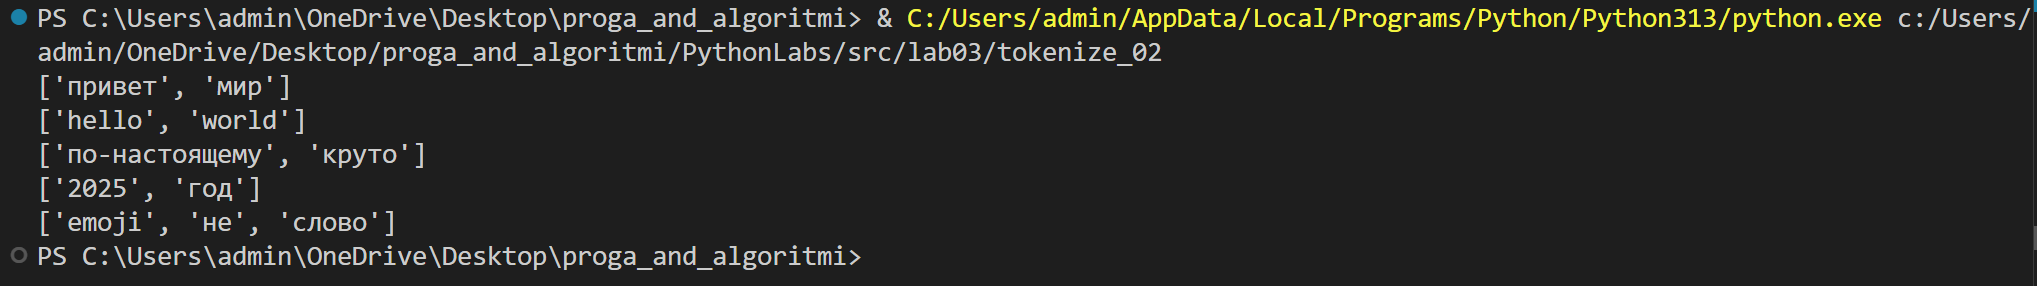 PS C:\Users\admin\OneDrive\Desktop\proga_and_algoritmi> & C:/Users/admin/AppData/Local/Programs/Python/Python313/python.exe c:/Users/
admin/OneDrive/Desktop/proga_and_algoritmi/PythonLabs/src/lab03/tokenize_02
['привет', 'мир']
['hello', 'world']
['по-настоящему', 'круто']
['2025', 'год']
['emoji', 'не', 'слово']
PS C:\Users\admin\OneDrive\Desktop\proga_and_algoritmi>